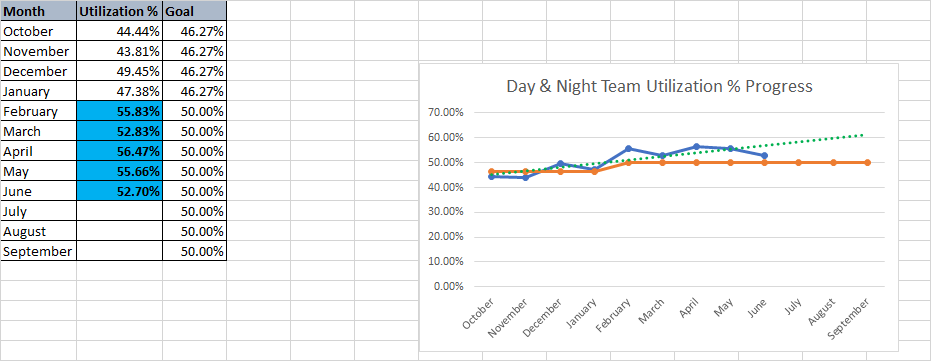 Month Utilization % Goal
October 44.44% 46.27%
November 43.81% 46.27%
December 49.45% 46.27%
January 47.38% 46.27%
February 55.83% 50.00%
March 52.83% 50.00%
April 56.47% 50.00%
May 55.66% 50.00%
June 52.70% 50.00%
July 50.00%
August 50.00%
September 50.00%
Day & Night Team Utilization % Progress
70.00%
60.00%
50.00%
40.00%
30.00%
20.00%
10.00%
0.00%
October November December January February March April May June July August September